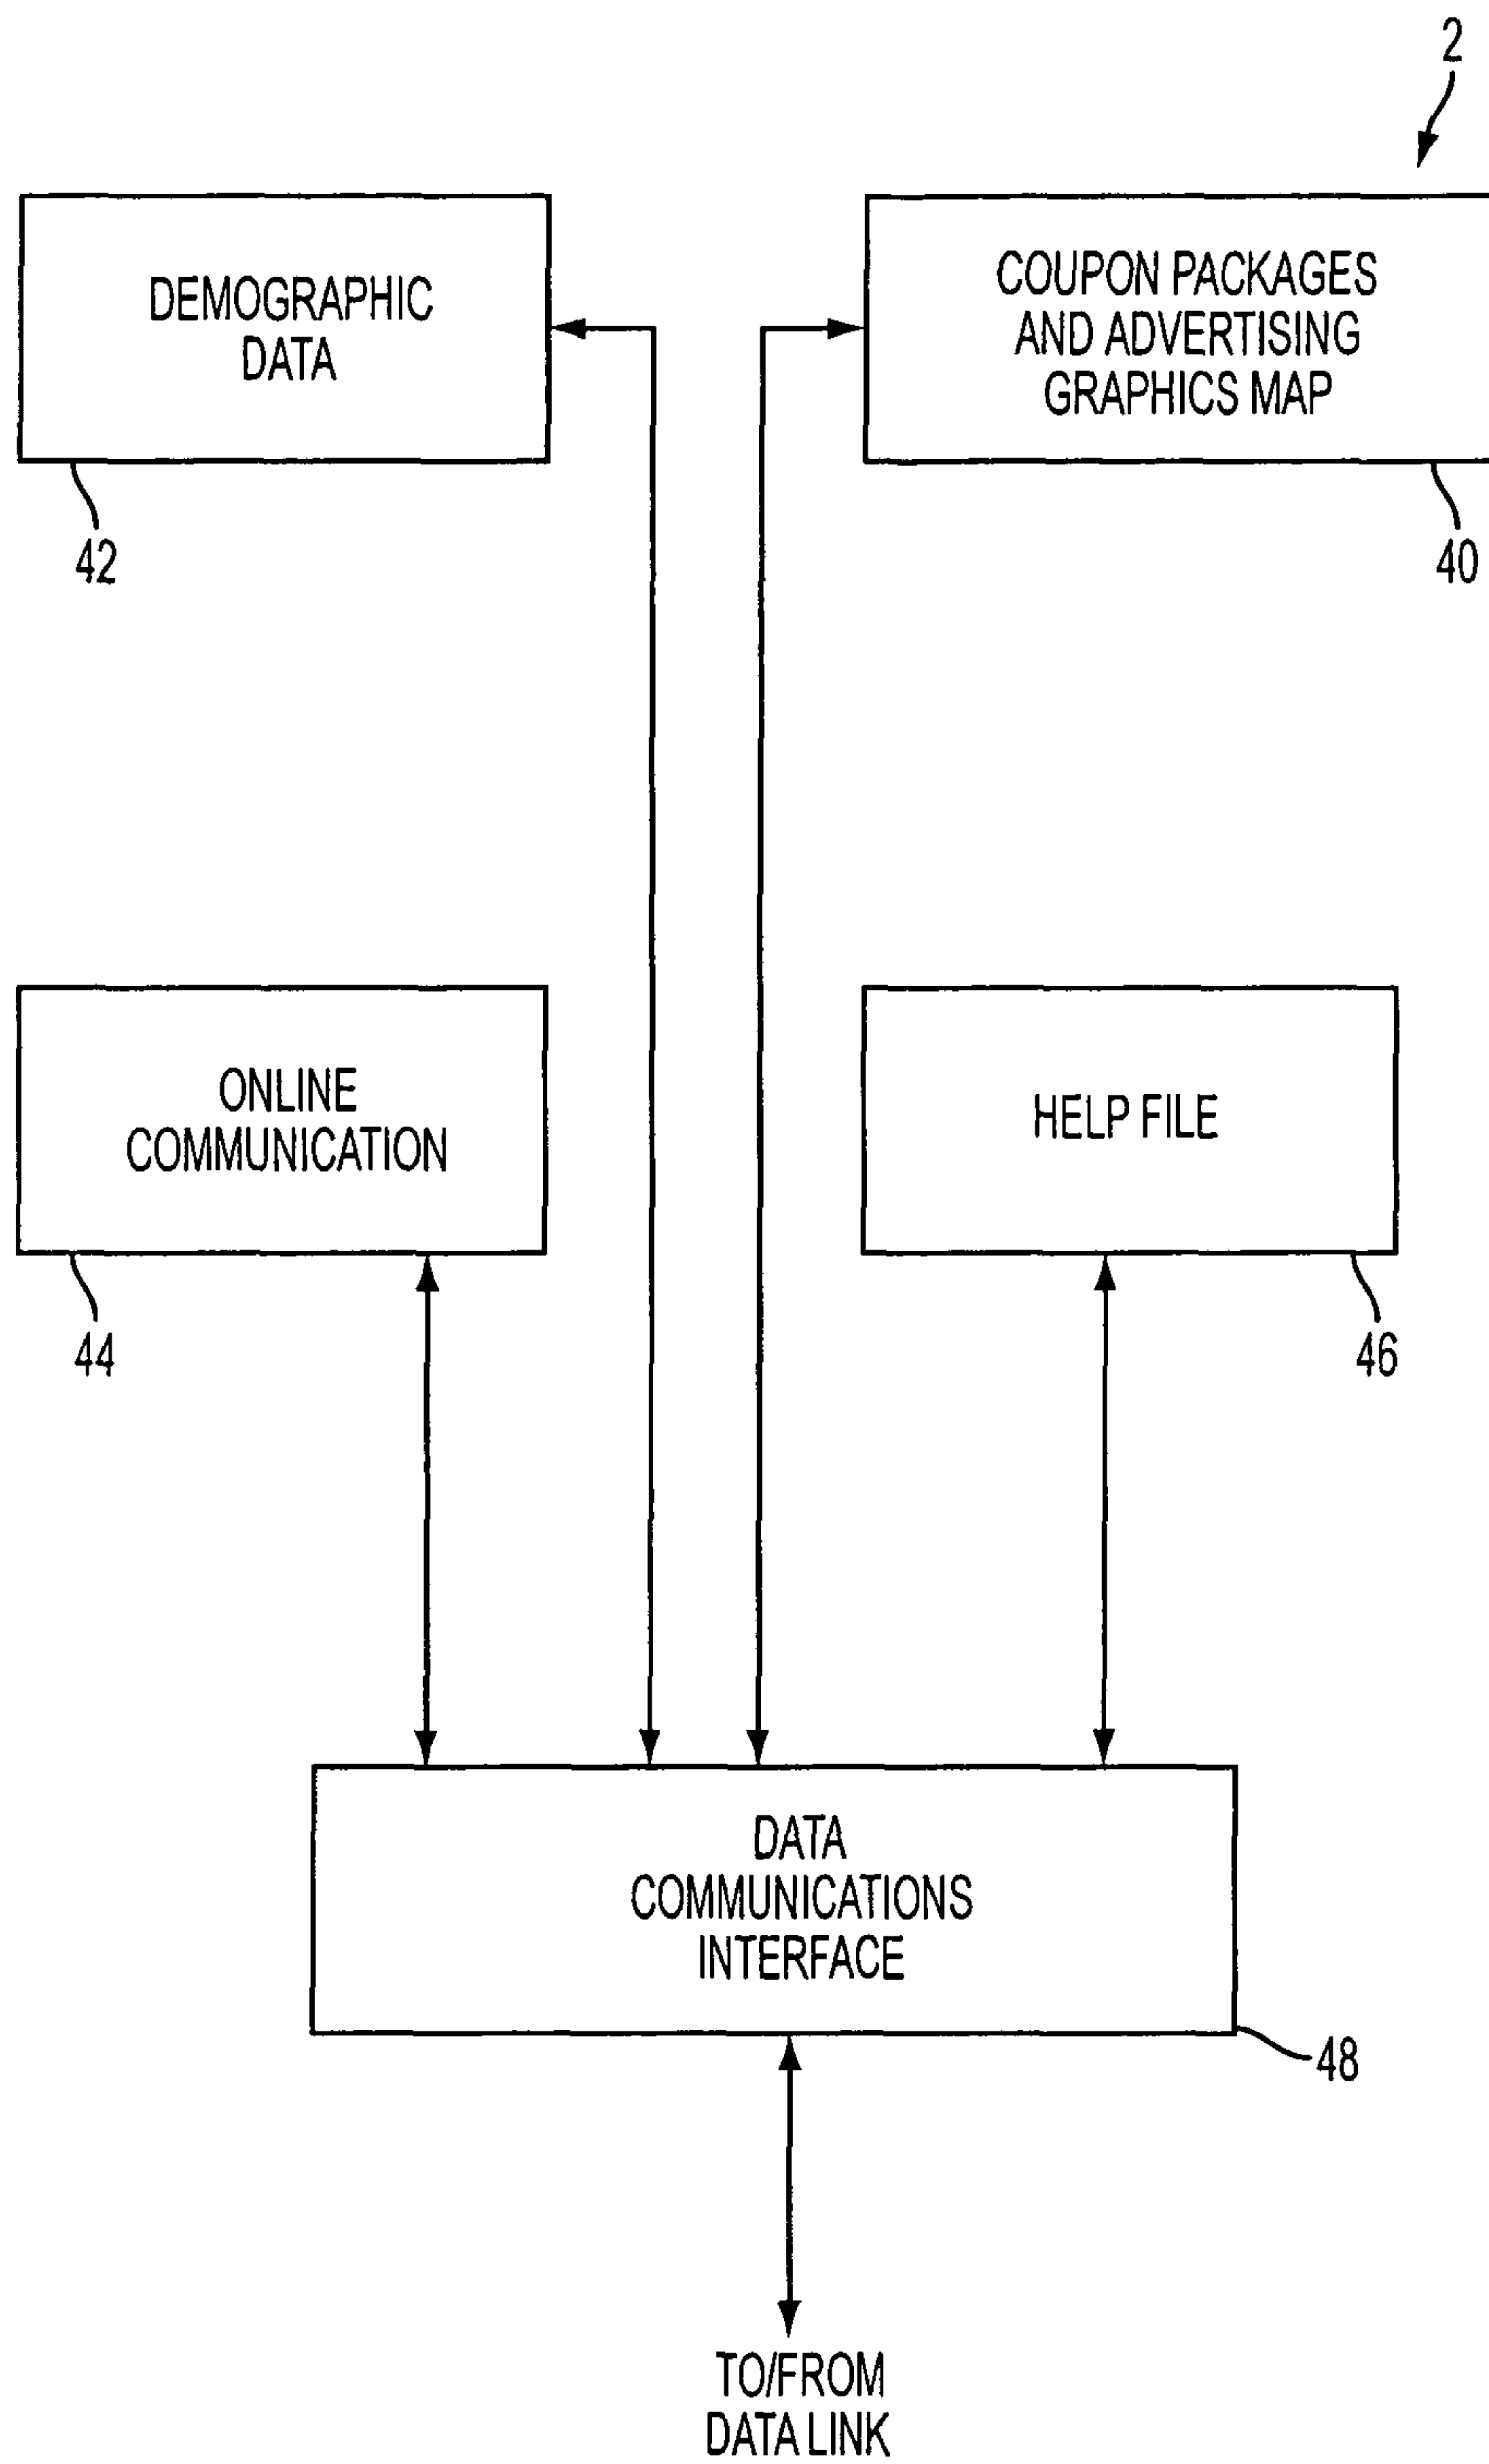 2
DEMOGRAPHIC
DATA
COUPON PACKAGES
AND ADVERTISING
GRAPHICS MAP
42
40
ONLINE
COMMUNICATION
HELP FILE
44
46
DATA
COMMUNICATIONS
INTERFACE
48
TO/FROM
DATA LINK